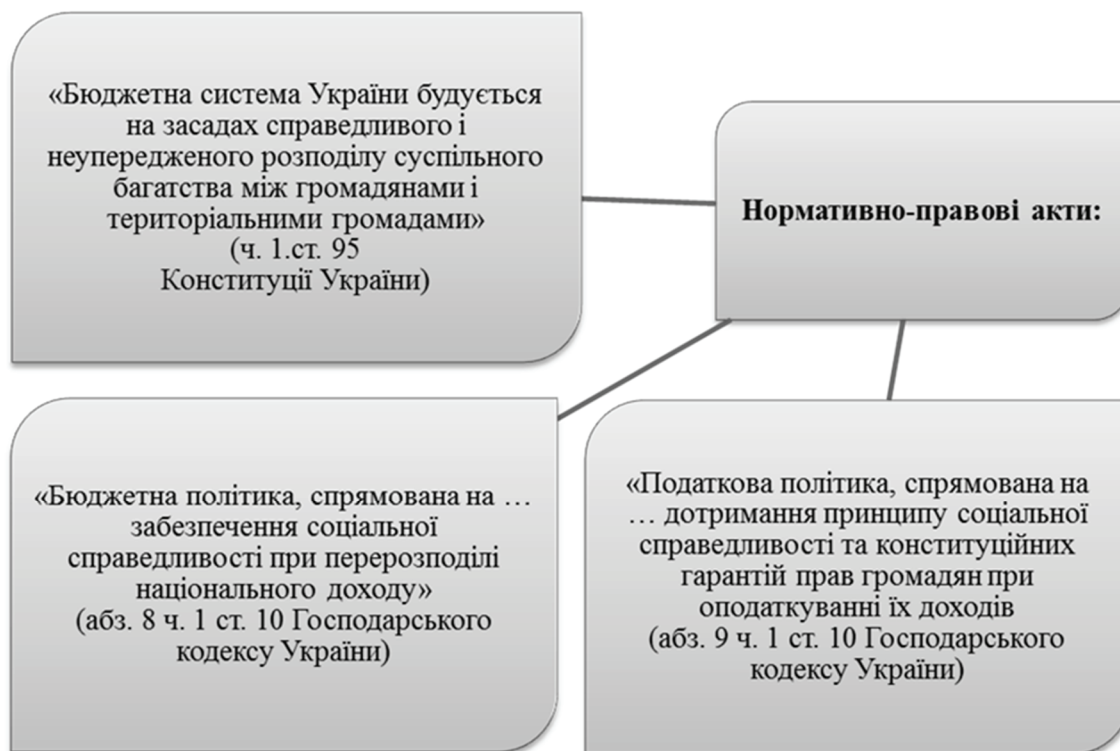 «Бюджетна система України будується
на засадах справедливого і
неупередженого розподілу суспільного
багатства між громадянами і
територіальними громадами»
(ч. 1.ст. 95
Конституції України)
Нормативно-правові акти:
«Бюджетна політика, спрямована на …
забезпечення соціальної
справедливості при перерозподілі
національного доходу»
(абз. 8 ч. 1 ст. 10 Господарського
кодексу України)
«Податкова політика, спрямована на
… дотримання принципу соціальної
справедливості та конституційних
гарантій прав громадян при
оподаткуванні їх доходів
(абз. 9 ч. 1 ст. 10 Господарського
кодексу України)